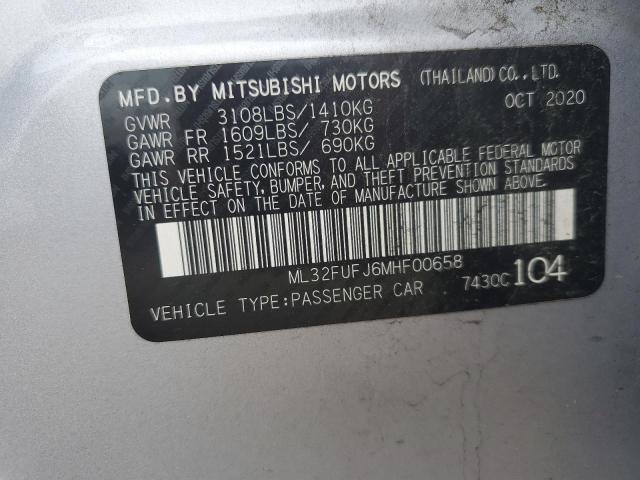 MFD.BY MITSUBISHI MOTORS (THAILAND) CO.,LTD.
GVWR 3108LBS/1410KG OCT 2020
GAWR FR 1609LBS/ 730KG
GAWR RR 1521LBS/ 690KG
THIS VEHICLE CONFORMS TO ALL APPLICABLE FEDERAL MOTOR
VEHICLE SAFETY, BUMPER, AND THEFT PREVENTION STANDARDS
IN EFFECT ON THE DATE OF MANUFACTURE SHOWN ABOVE.
ML32FUFJ6MHF00658
VEHICLE TYPE:PASSENGER CAR 7430C 104